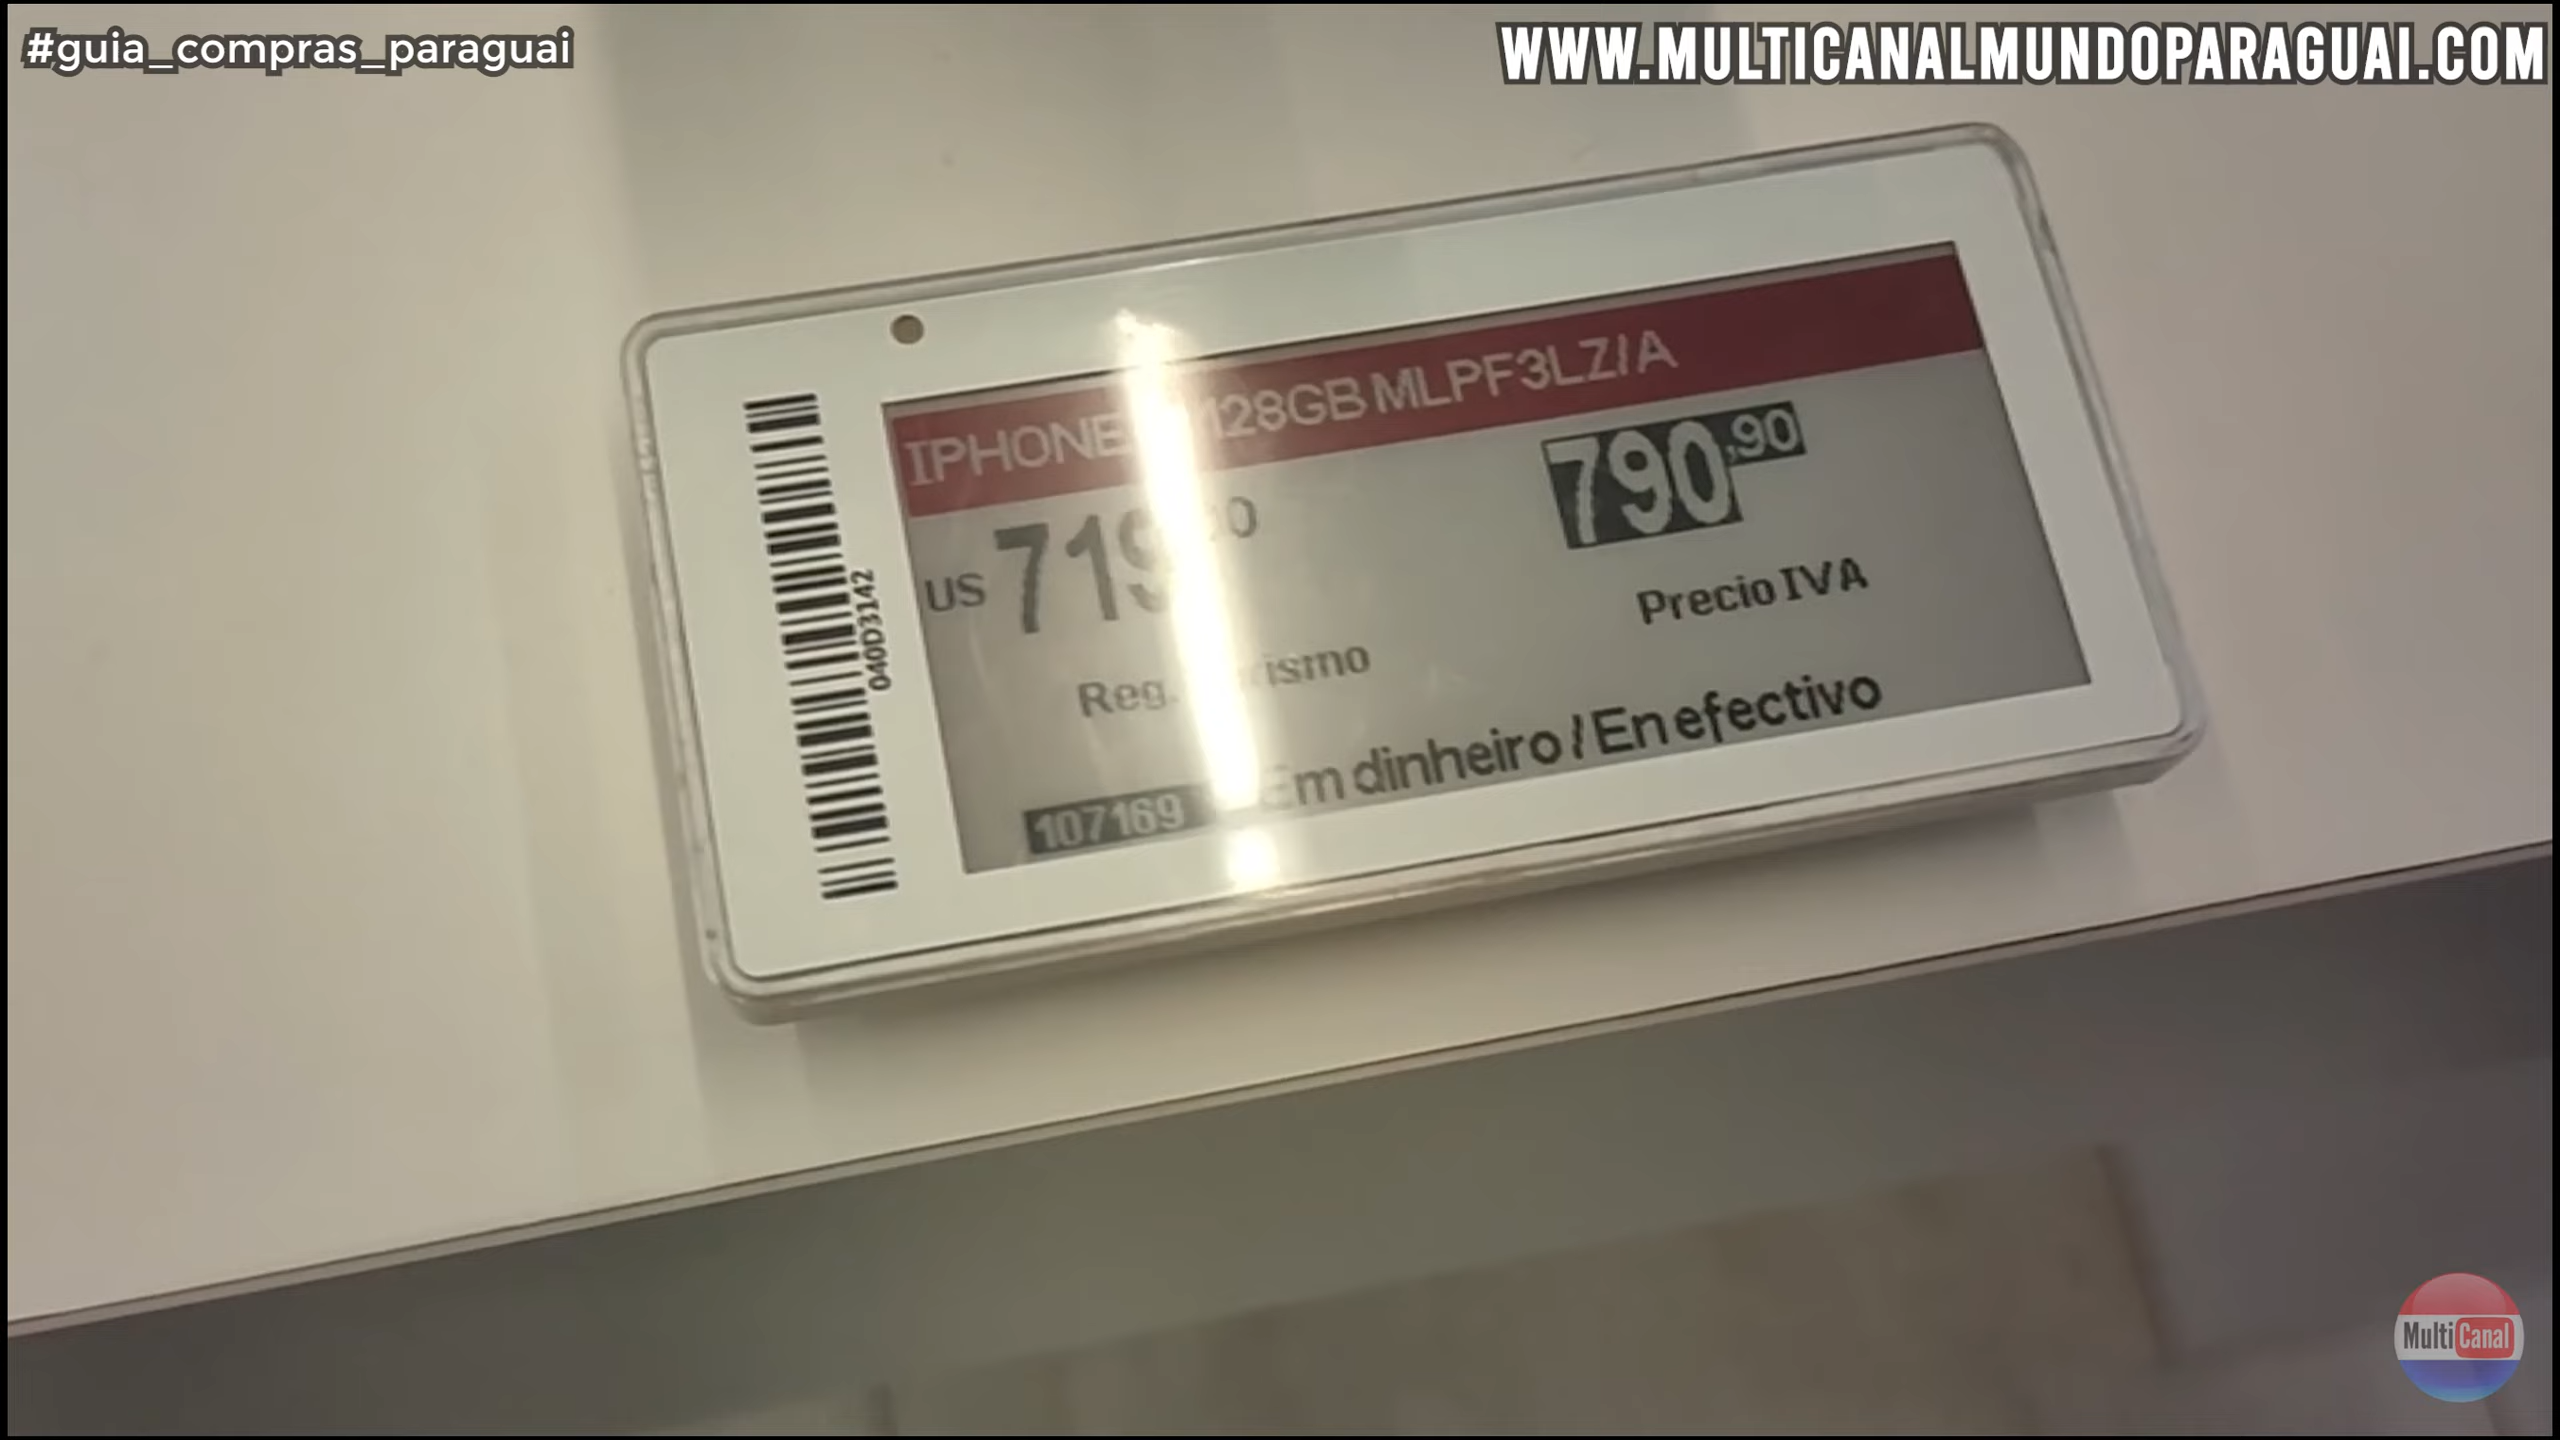 #guia_compras_paraguai
WWW.MULTICANALMUNDOPARAGUAI.COM
IPHONE 128GB MLPF3LZ/A
US 719
790,90
Reg.
Precio IVA
040D3142
107169 Em dinheiro / En efectivo
MultiCanal